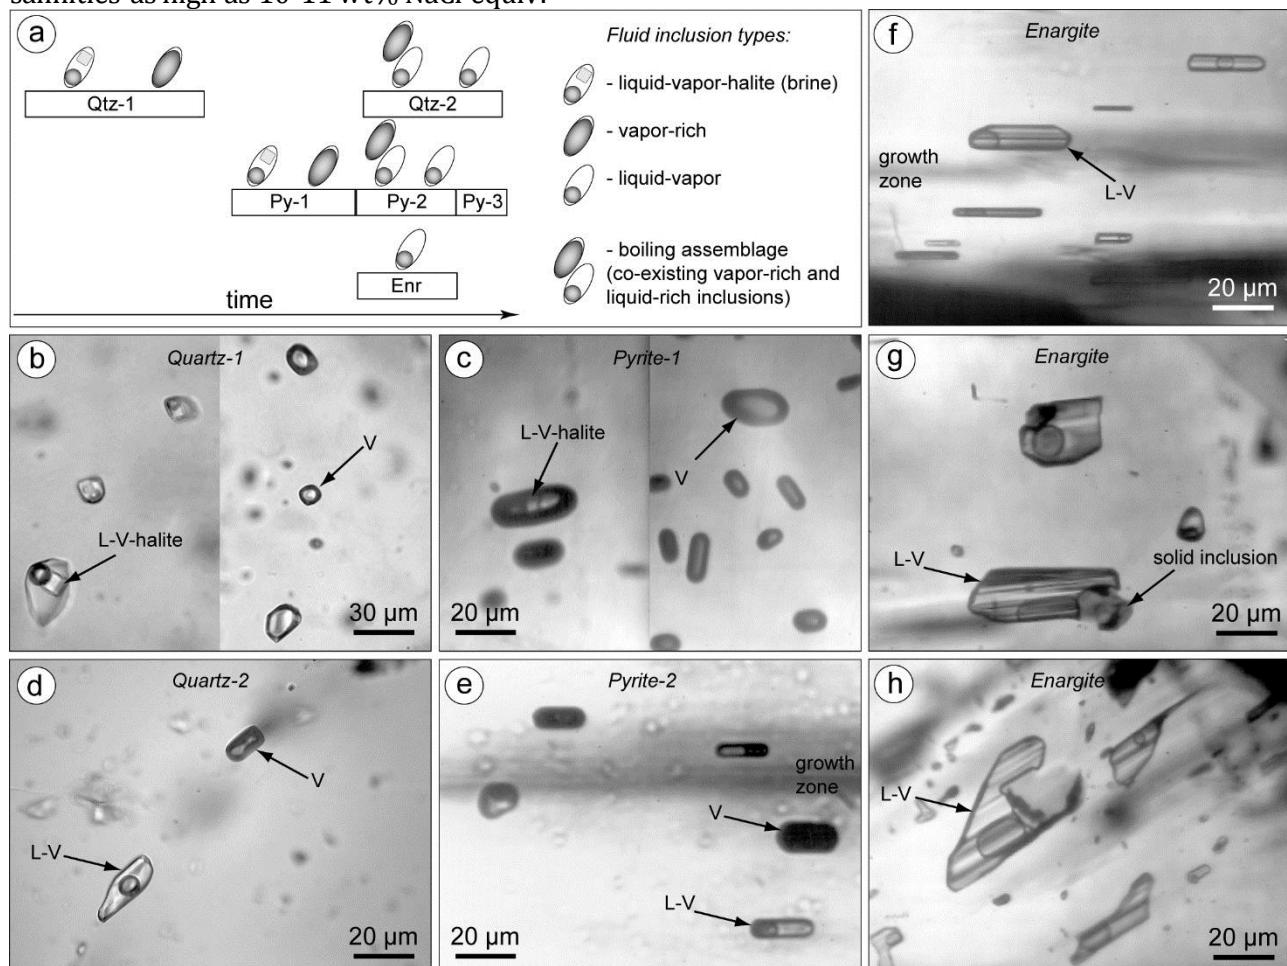 salinities as high as 10-11 wt% NaCl equiv.
a
Fluid inclusion types:
- liquid-vapor-halite (brine)
Qtz-1
Qtz-2
- vapor-rich
- liquid-vapor
Py-1
Py-2
Py-3
- boiling assemblage
(co-existing vapor-rich and
liquid-rich inclusions)
Enr
time
f
Enargite
growth
zone
L-V
20 µm
b
Quartz-1
V
L-V-halite
30 µm
c
Pyrite-1
L-V-halite
V
20 µm
g
Enargite
L-V
solid inclusion
20 µm
d
Quartz-2
V
L-V
20 µm
e
Pyrite-2
growth
zone
V
L-V
20 µm
h
Enargite
L-V
20 µm